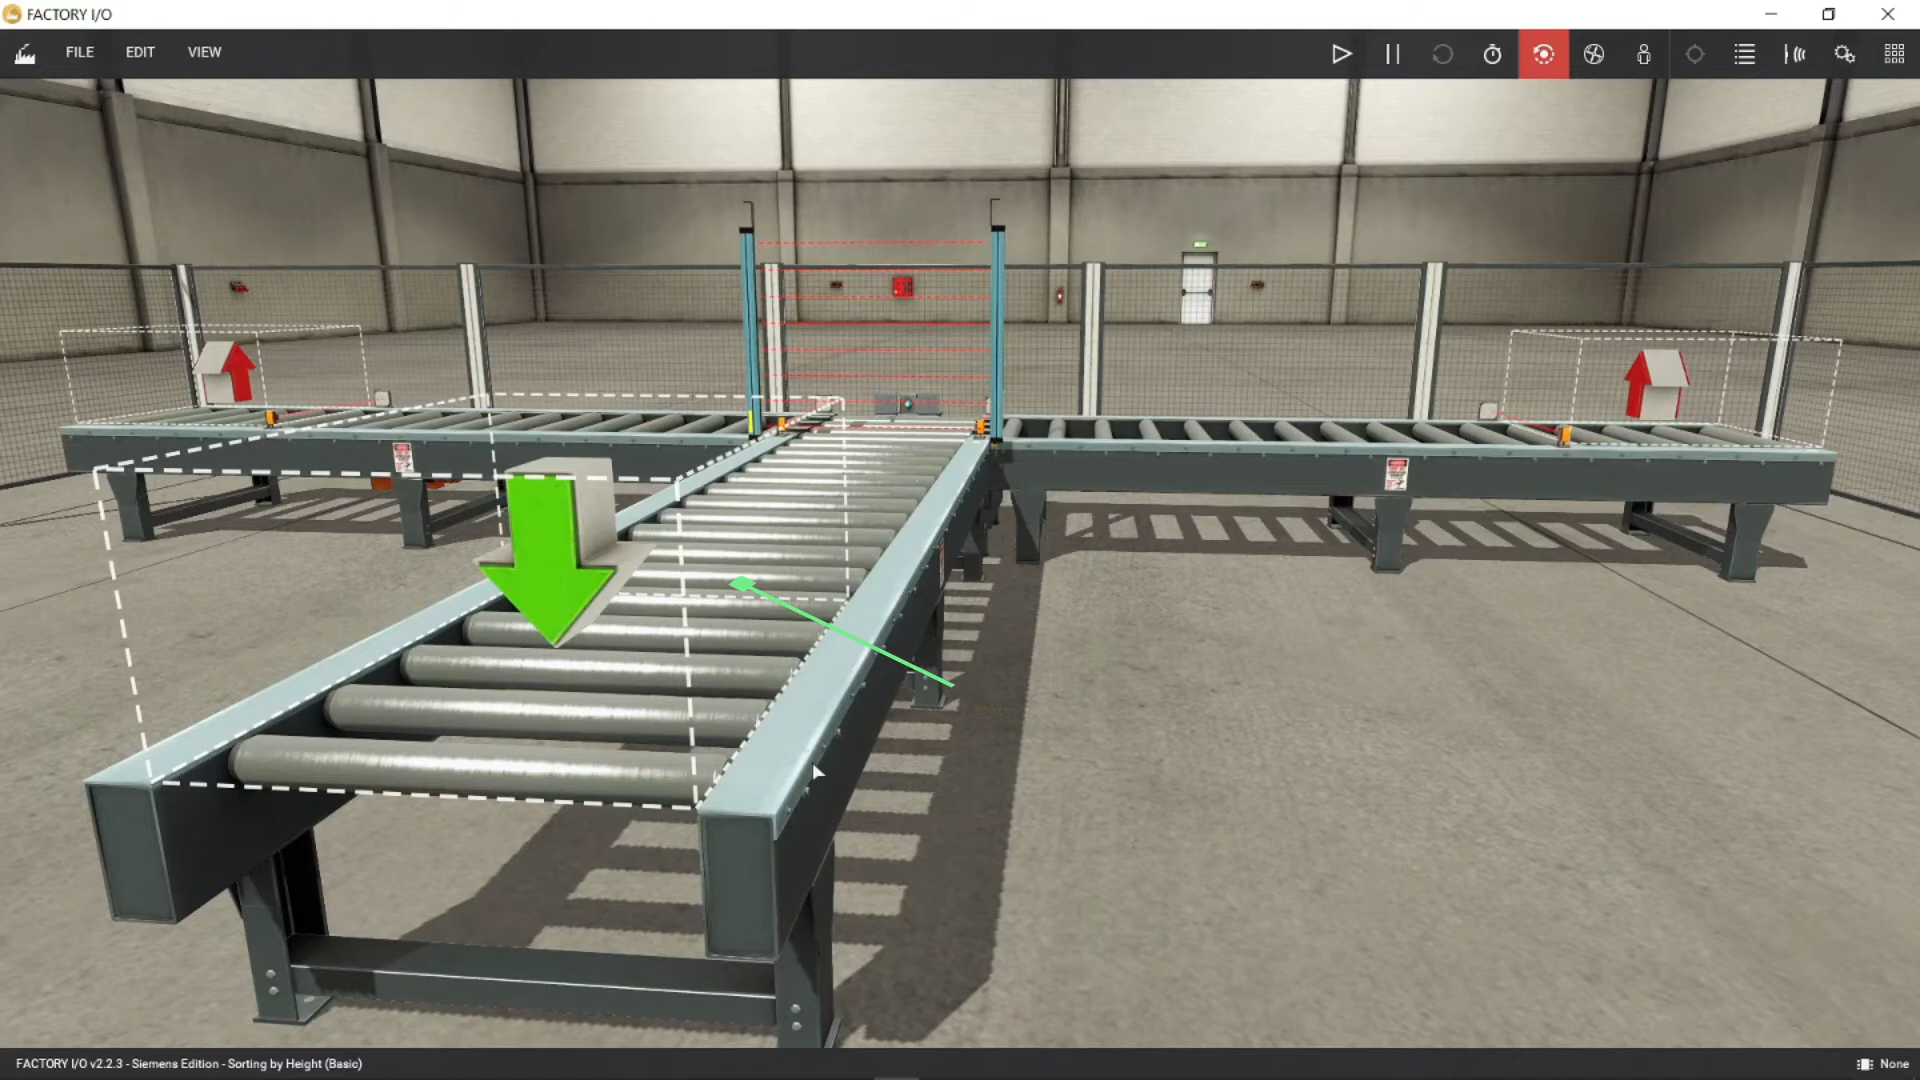 FACTORY I/O
FILE EDIT VIEW
FACTORY I/O v2.2.3 - Siemens Edition - Sorting by Height (Basic)
None